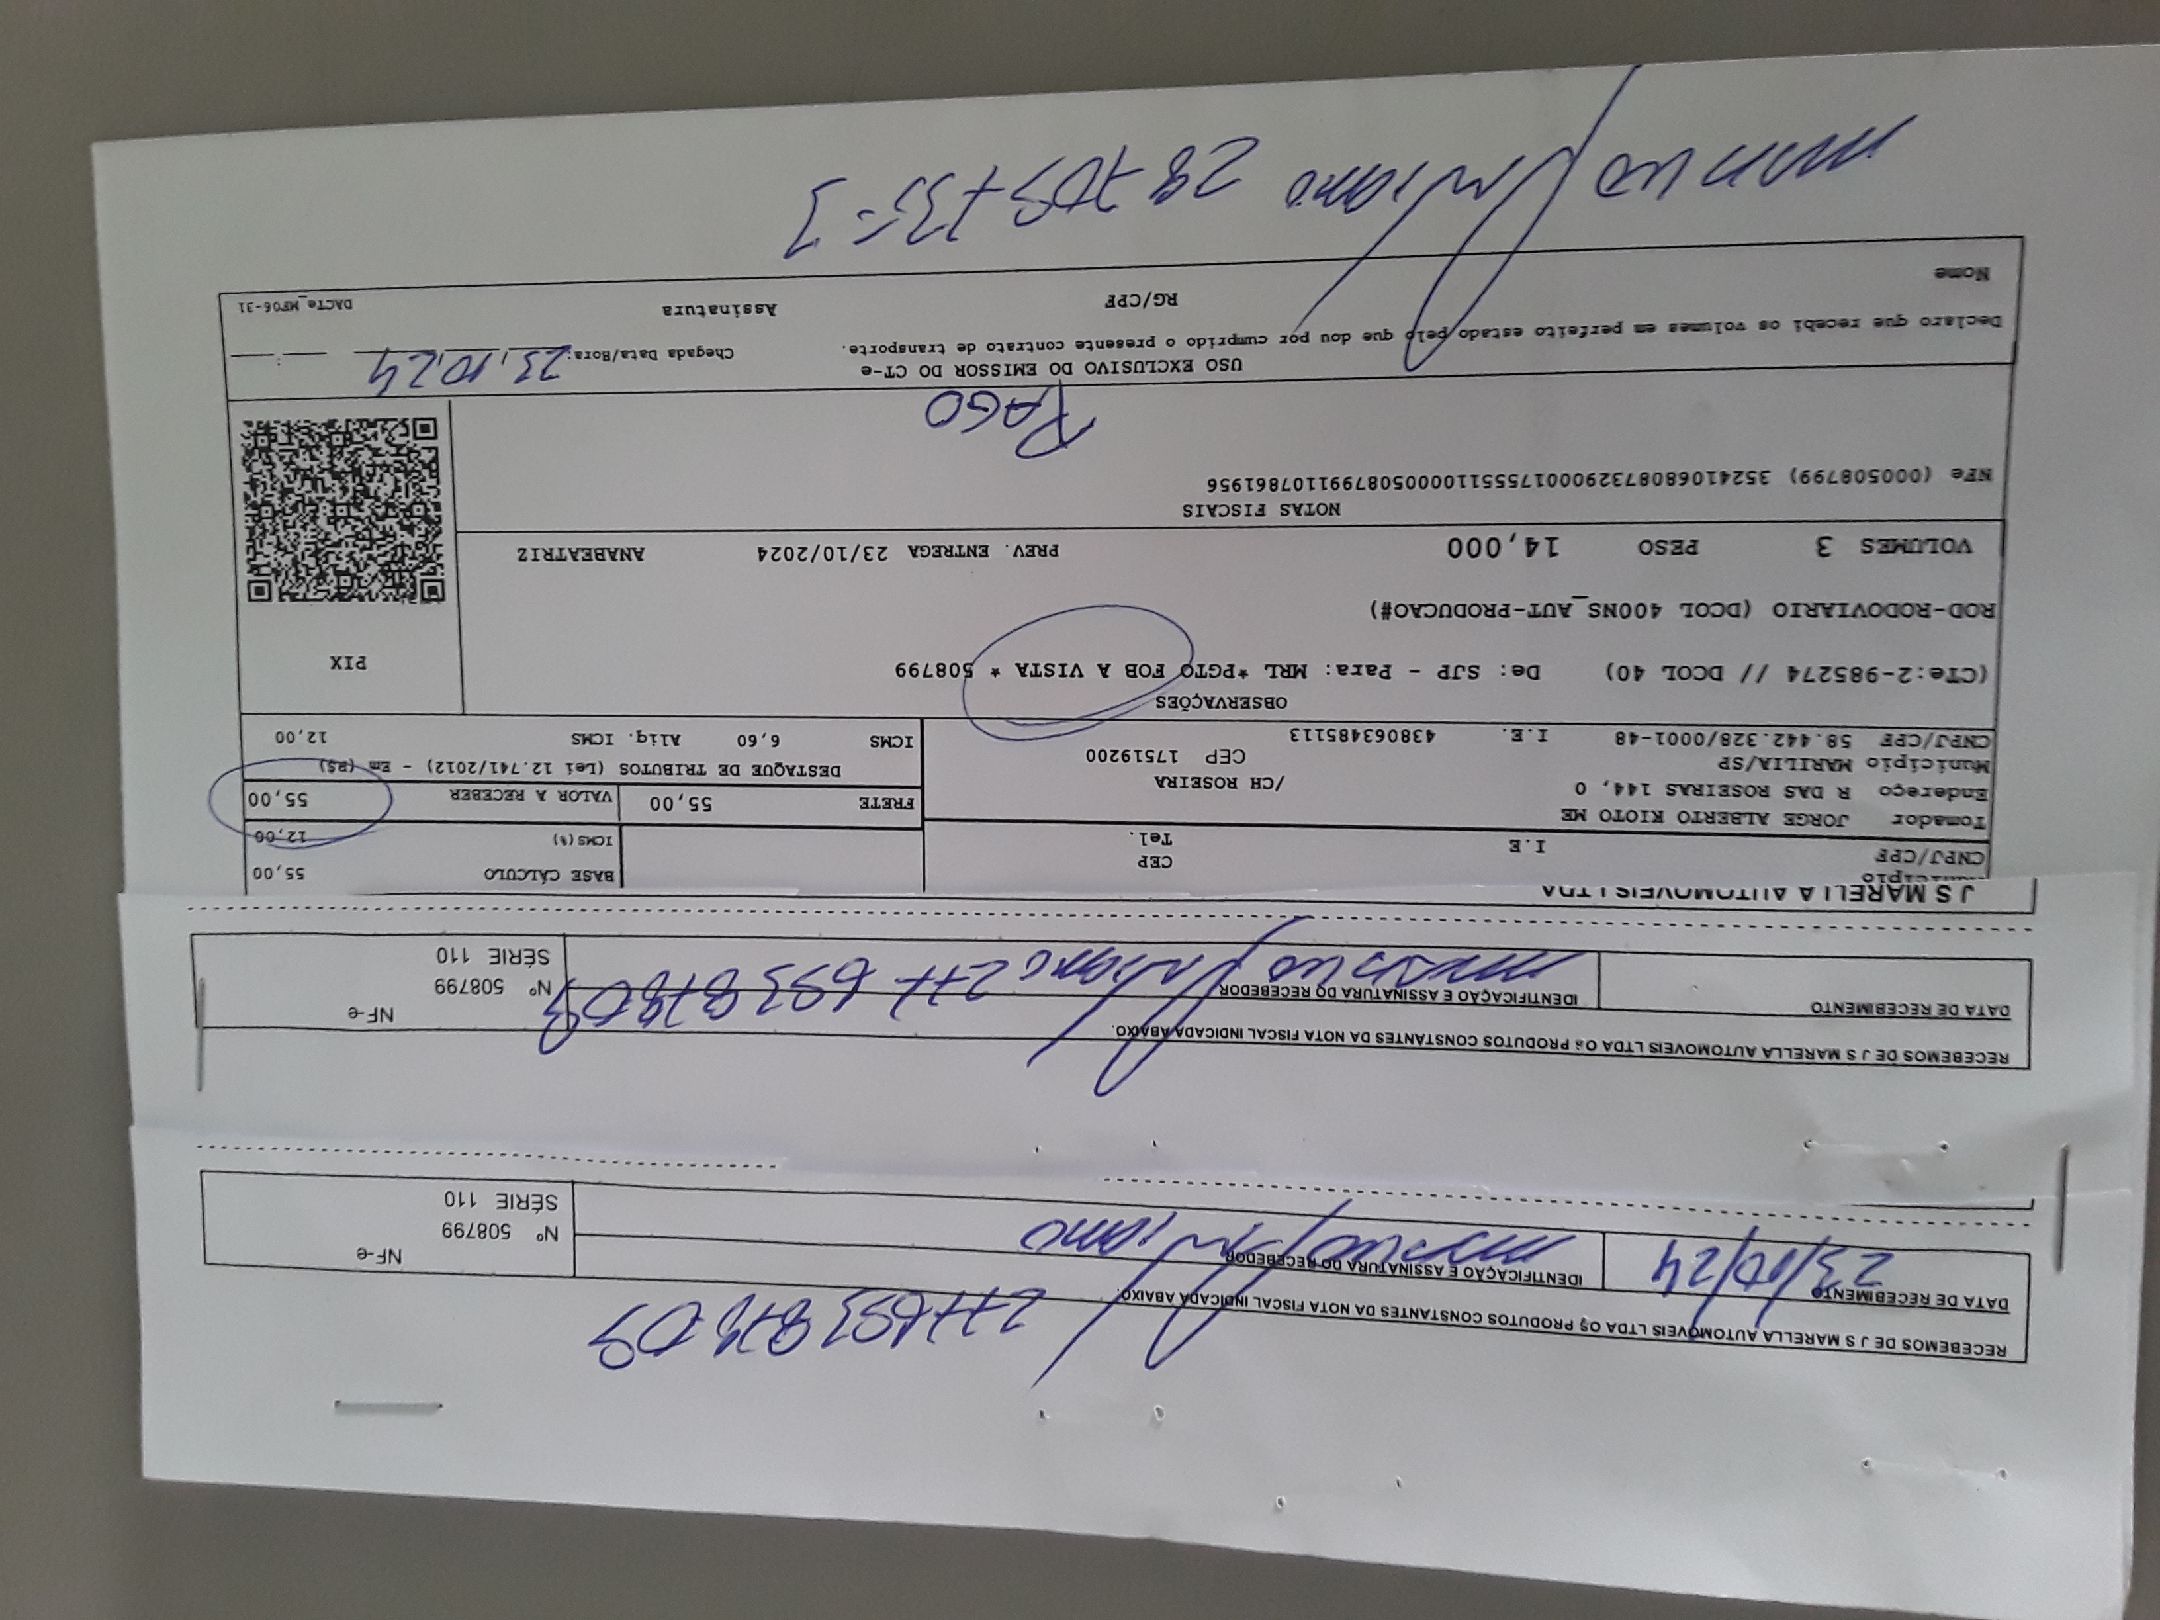 RECEBEMOS DE J S MARELLA AUTOMOVEIS LTDA OS PRODUTOS CONSTANTES DA NOTA FISCAL INDICADA ABAIXO.
DATA DE RECEBIMENTO
23/10/24
IDENTIFICAÇÃO E ASSINATURA DO RECEBEDOR
NF-e
Nº 508799
SÉRIE 110
RECEBEMOS DE J S MARELLA AUTOMOVEIS LTDA OS PRODUTOS CONSTANTES DA NOTA FISCAL INDICADA ABAIXO.
DATA DE RECEBIMENTO
IDENTIFICAÇÃO E ASSINATURA DO RECEBEDOR
NF-e
Nº 508799
SÉRIE 110
J S MARELLA AUTOMOVEIS LTDA
Município CEP
CNPJ/CPF I.E Tel.
BASE CÁLCULO 55,00
ICMS(%) 12,00
Tomador JORGE ALBERTO KIOTO ME
Endereço R DAS ROSEIRAS 144, 0 /CH ROSEIRA
Município MARILIA/SP CEP 17519200
CNPJ/CPF 58.442.328/0001-48 I.E. 438063485113
FRETE 55,00 VALOR A RECEBER 55,00
DESTAQUE DE TRIBUTOS (Lei 12.741/2012) - Em (R$)
ICMS 6,60 Aliq. ICMS 12,00
OBSERVAÇÕES
(CTe:2-985274 // DCOL 40) De: SJP - Para: MRL *PGTO FOB A VISTA * 508799
PIX
ROD-RODOVIARIO (DCOL 400NS_AUT-PRODUCAO#)
VOLUMES 3 PESO 14,000 PREV. ENTREGA 23/10/2024 ANABEATRIZ
NOTAS FISCAIS
NFe (000508799) 35241068087329000175551100005087991107861956
PAGO
USO EXCLUSIVO DO EMISSOR DO CT-e
Declaro que recebi os volumes em perfeito estado pelo que dou por cumprido o presente contrato de transporte.
Chegada Data/Hora: 23.10.24
Nome RG/CPF Assinatura DACTe_MF06-31